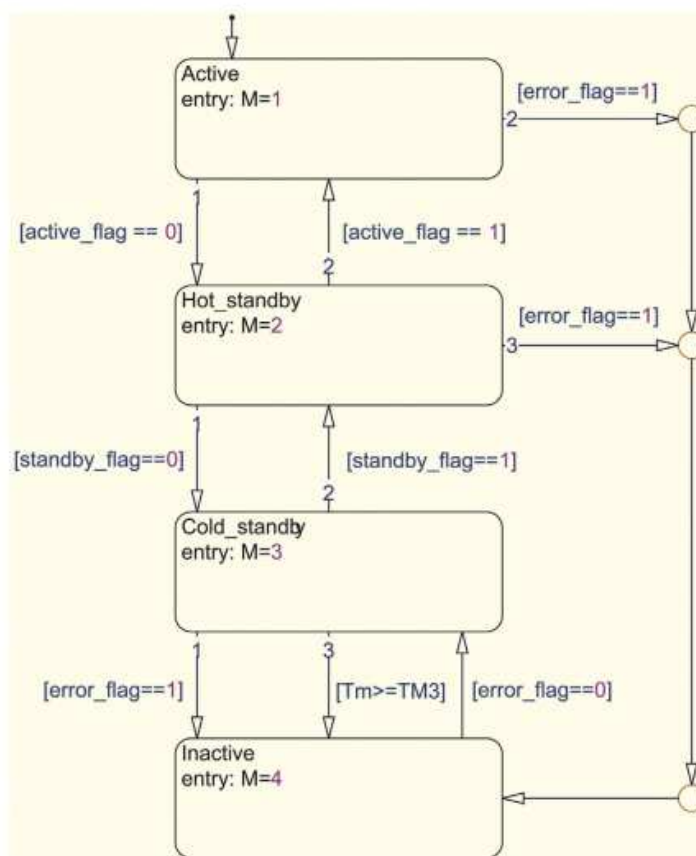 Active
entry: M=1
[error_flag==1]
2
1
[active_flag == 0]
[active_flag == 1]
2
Hot_standby
entry: M=2
[error_flag==1]
3
1
[standby_flag==0]
[standby_flag==1]
2
Cold_standby
entry: M=3
1
3
[error_flag==1]
[Tm>=TM3]
[error_flag==0]
Inactive
entry: M=4